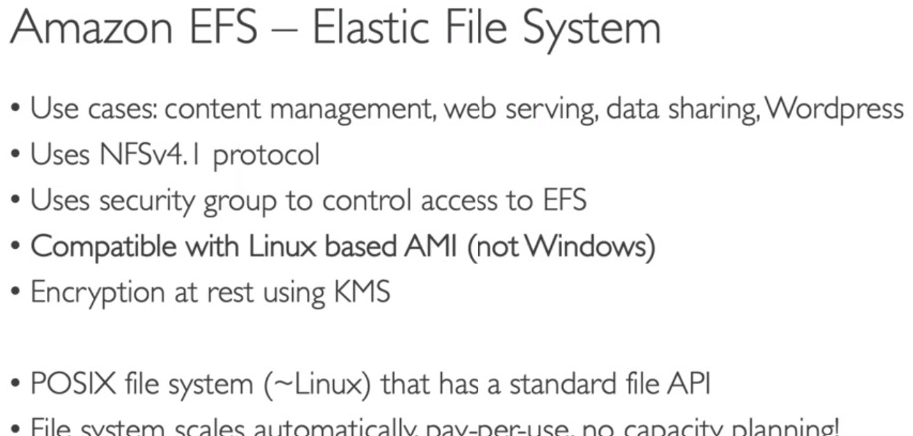 Amazon EFS – Elastic File System
• Use cases: content management, web serving, data sharing, Wordpress
• Uses NFSv4.1 protocol
• Uses security group to control access to EFS
• Compatible with Linux based AMI (not Windows)
• Encryption at rest using KMS
• POSIX file system (~Linux) that has a standard file API
• File system scales automatically, pay-per-use, no capacity planning!